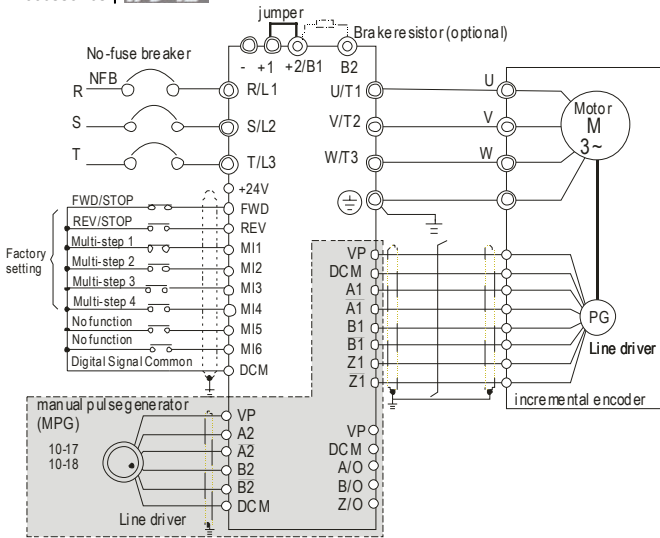 jumper
Brake resistor (optional)
No-fuse breaker
- +1 +2/B1 B2
NFB
R
R/L1
U/T1
U
S
S/L2
V/T2
V
T
T/L3
W/T3
W
Motor
M
3~
+24V
FWD/STOP
FWD
REV/STOP
REV
Multi-step 1
MI1
Multi-step 2
MI2
Multi-step 3
MI3
Multi-step 4
MI4
No function
MI5
No function
MI6
Digital Signal Common
DCM
Factory
setting
VP
DCM
A1
A1
B1
B1
Z1
Z1
PG
Line driver
incremental encoder
manual pulse generator
(MPG)
10-17
10-18
VP
A2
A2
B2
B2
DCM
Line driver
VP
DCM
A/O
B/O
Z/O